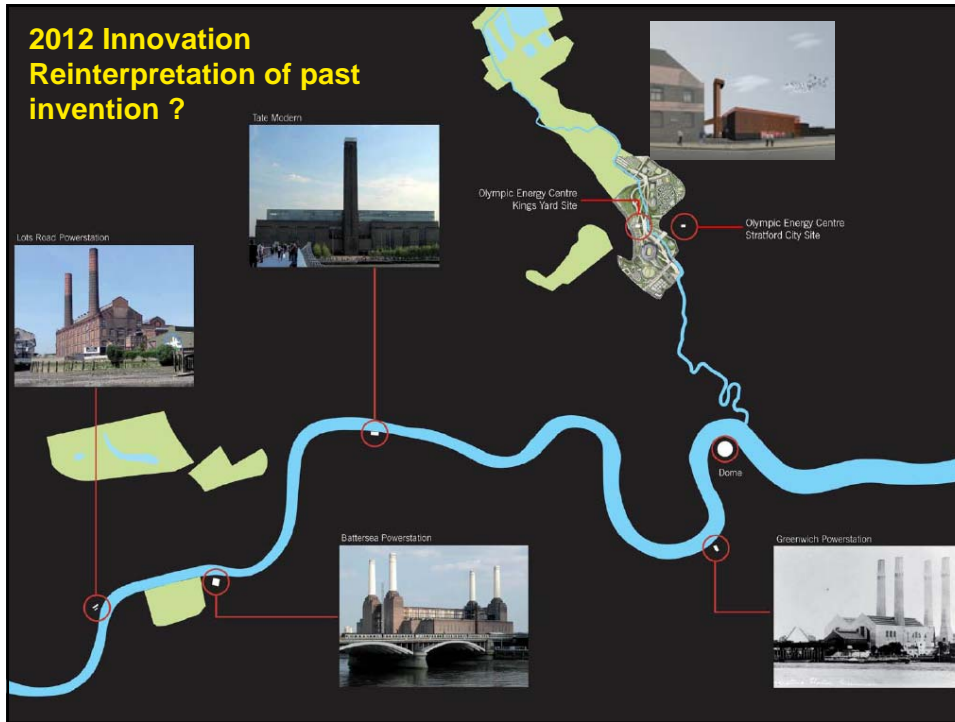 2012 Innovation
Reinterpretation of past
invention ?
Tate Modern
Olympic Energy Centre
Kings Yard Site
Olympic Energy Centre
Stratford City Site
Lots Road Powerstation
Dome
Battersea Powerstation
Greenwich Powerstation